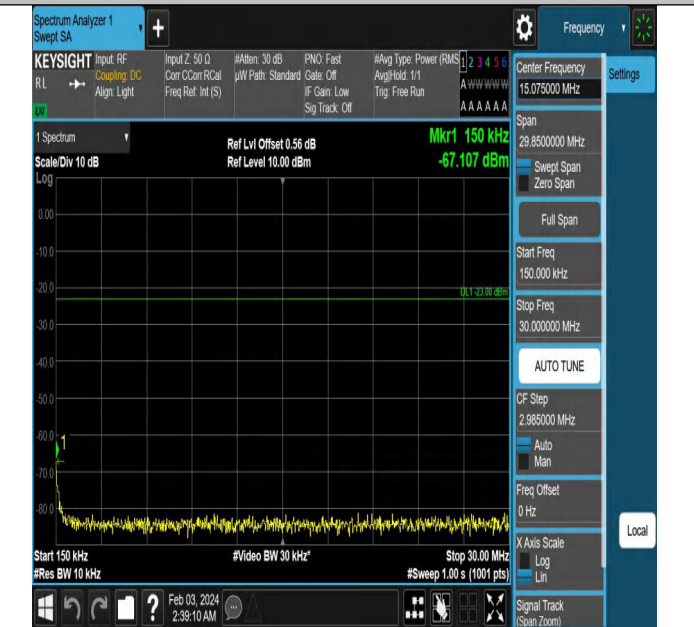 Spectrum Analyzer 1
Swept SA
+
Frequency
KEYSIGHT
RL
Input: RF
Coupling: DC
Align: Light
Input Z: 50 Ω
Corr CCorr RCal
Freq Ref: Int (S)
#Atten: 30 dB
µW Path: Standard
PNO: Fast
Gate: Off
IF Gain: Low
Sig Track: Off
#Avg Type: Power (RMS
Avg|Hold: 1/1
Trig: Free Run
1 2 3 4 5 6
A W W W W W
A A A A A A
1 Spectrum
Scale/Div 10 dB
Ref Lvl Offset 0.56 dB
Ref Level 10.00 dBm
Mkr1 150 kHz
-67.107 dBm
Log
0.00
-10.0
-20.0
DL1 -23.00 dBm
-30.0
-40.0
-50.0
-60.0
1
-70.0
-80.0
Start 150 kHz
#Res BW 10 kHz
#Video BW 30 kHz*
Stop 30.00 MHz
#Sweep 1.00 s (1001 pts)
Feb 03, 2024
2:39:10 AM
?
Center Frequency
15.075000 MHz
Settings
Span
29.8500000 MHz
Swept Span
Zero Span
Full Span
Start Freq
150.000 kHz
Stop Freq
30.000000 MHz
AUTO TUNE
CF Step
2.985000 MHz
Auto
Man
Freq Offset
0 Hz
X Axis Scale
Log
Lin
Local
Signal Track
(Span Zoom)